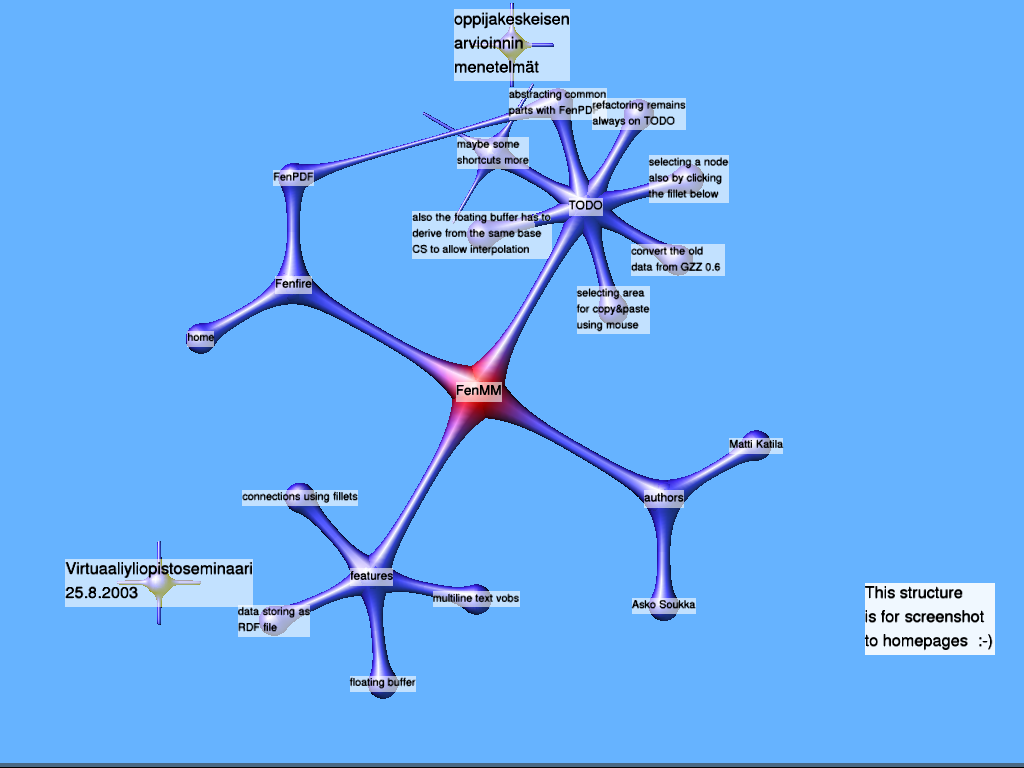 oppijakeskeisen
arvioinnin
menetelmät
abstracting common
parts with FenPDF
refactoring remains
always on TODO
maybe some
shortcuts more
selecting a node
also by clicking
the fillet below
FenPDF
TODO
also the foating buffer has to
derive from the same base
CS to allow interpolation
convert the old
data from GZZ 0.6
Fenfire
selecting area
for copy&paste
using mouse
home
FenMM
Matti Katila
connections using fillets
authors
Virtuaaliyliopistoseminaari
25.8.2003
features
multiline text vobs
data storing as
RDF file
Asko Soukka
This structure
is for screenshot
to homepages :-)
floating buffer